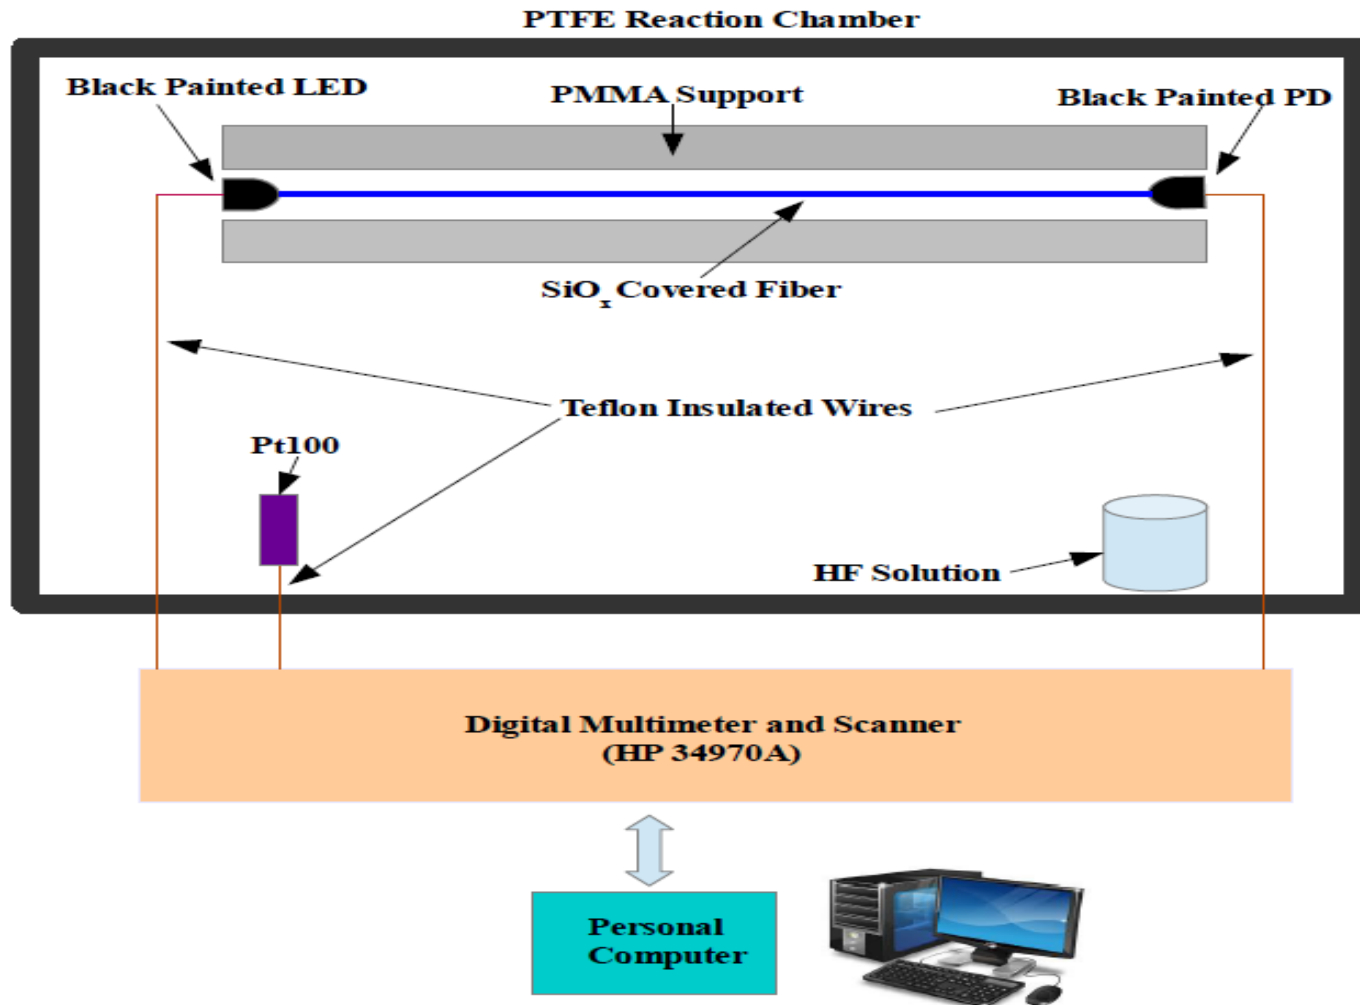 PTFE Reaction Chamber
Black Painted LED
PMMA Support
Black Painted PD
SiOx Covered Fiber
Teflon Insulated Wires
Pt100
HF Solution
Digital Multimeter and Scanner
(HP 34970A)
Personal
Computer